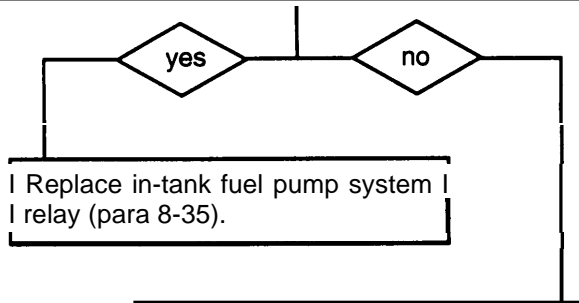 yes no
I Replace in-tank fuel pump system I
I relay (para 8-35).